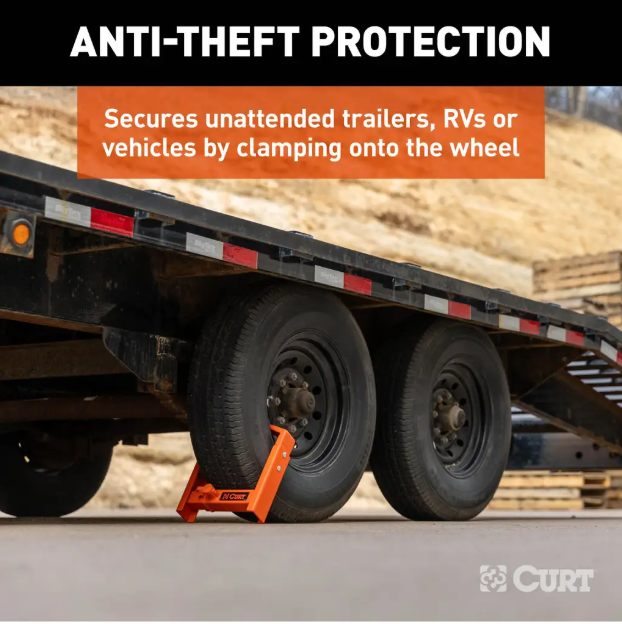 ANTI-THEFT PROTECTION
Secures unattended trailers, RVs or
vehicles by clamping onto the wheel
CURT
CURT